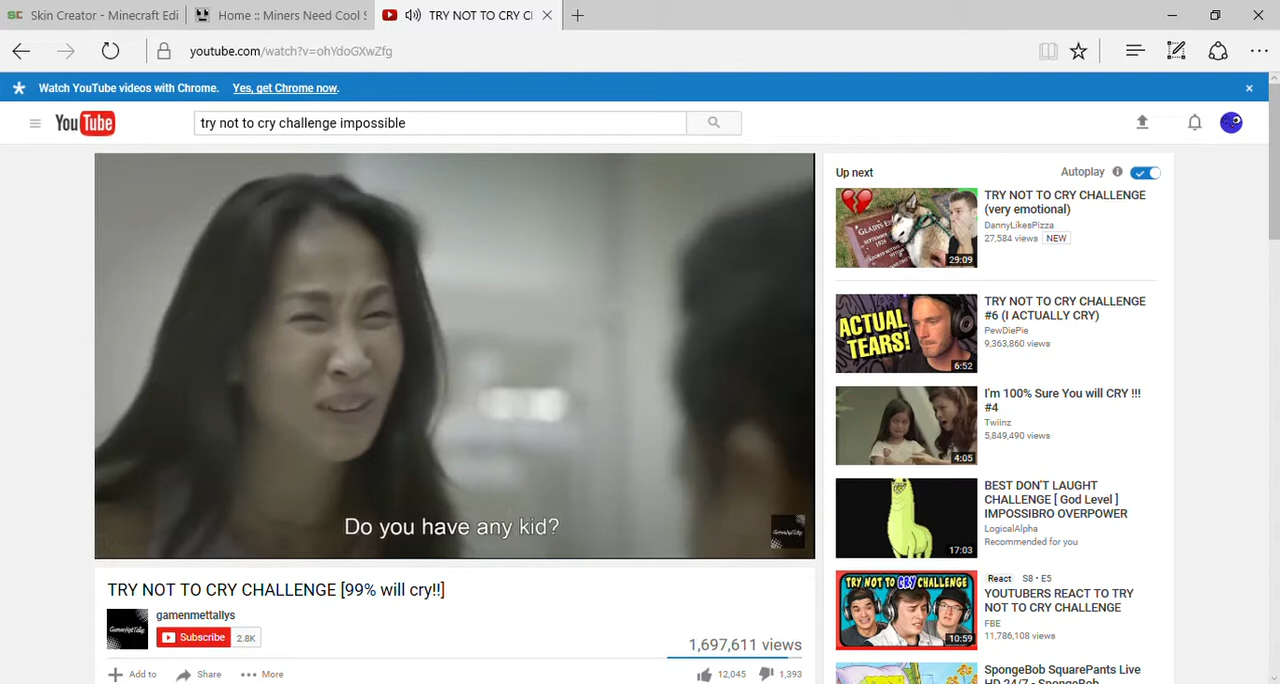 Skin Creator - Minecraft Edi
Home :: Miners Need Cool S
TRY NOT TO CRY CI
youtube.com/watch?v=ohYdoGXwZfg
Watch YouTube videos with Chrome. Yes, get Chrome now.
YouTube
try not to cry challenge impossible
Do you have any kid?
TRY NOT TO CRY CHALLENGE [99% will cry!!]
gamenmettallys
Subscribe 2.8K
1,697,611 views
Add to Share More 12,045 1,393
Up next Autoplay
TRY NOT TO CRY CHALLENGE
(very emotional)
DannyLikesPizza
27,584 views NEW
29:09
TRY NOT TO CRY CHALLENGE
#6 (I ACTUALLY CRY)
PewDiePie
9,363,860 views
ACTUAL
TEARS!
6:52
I'm 100% Sure You will CRY !!!
#4
Twiinz
5,849,490 views
4:05
BEST DON'T LAUGHT
CHALLENGE [ God Level ]
IMPOSSIBRO OVERPOWER
LogicalAlpha
Recommended for you
17:03
React S8 • E5
YOUTUBERS REACT TO TRY
NOT TO CRY CHALLENGE
FBE
11,786,108 views
TRY NOT TO CRY CHALLENGE
10:59
SpongeBob SquarePants Live
HD 24/7 - SpongeBob